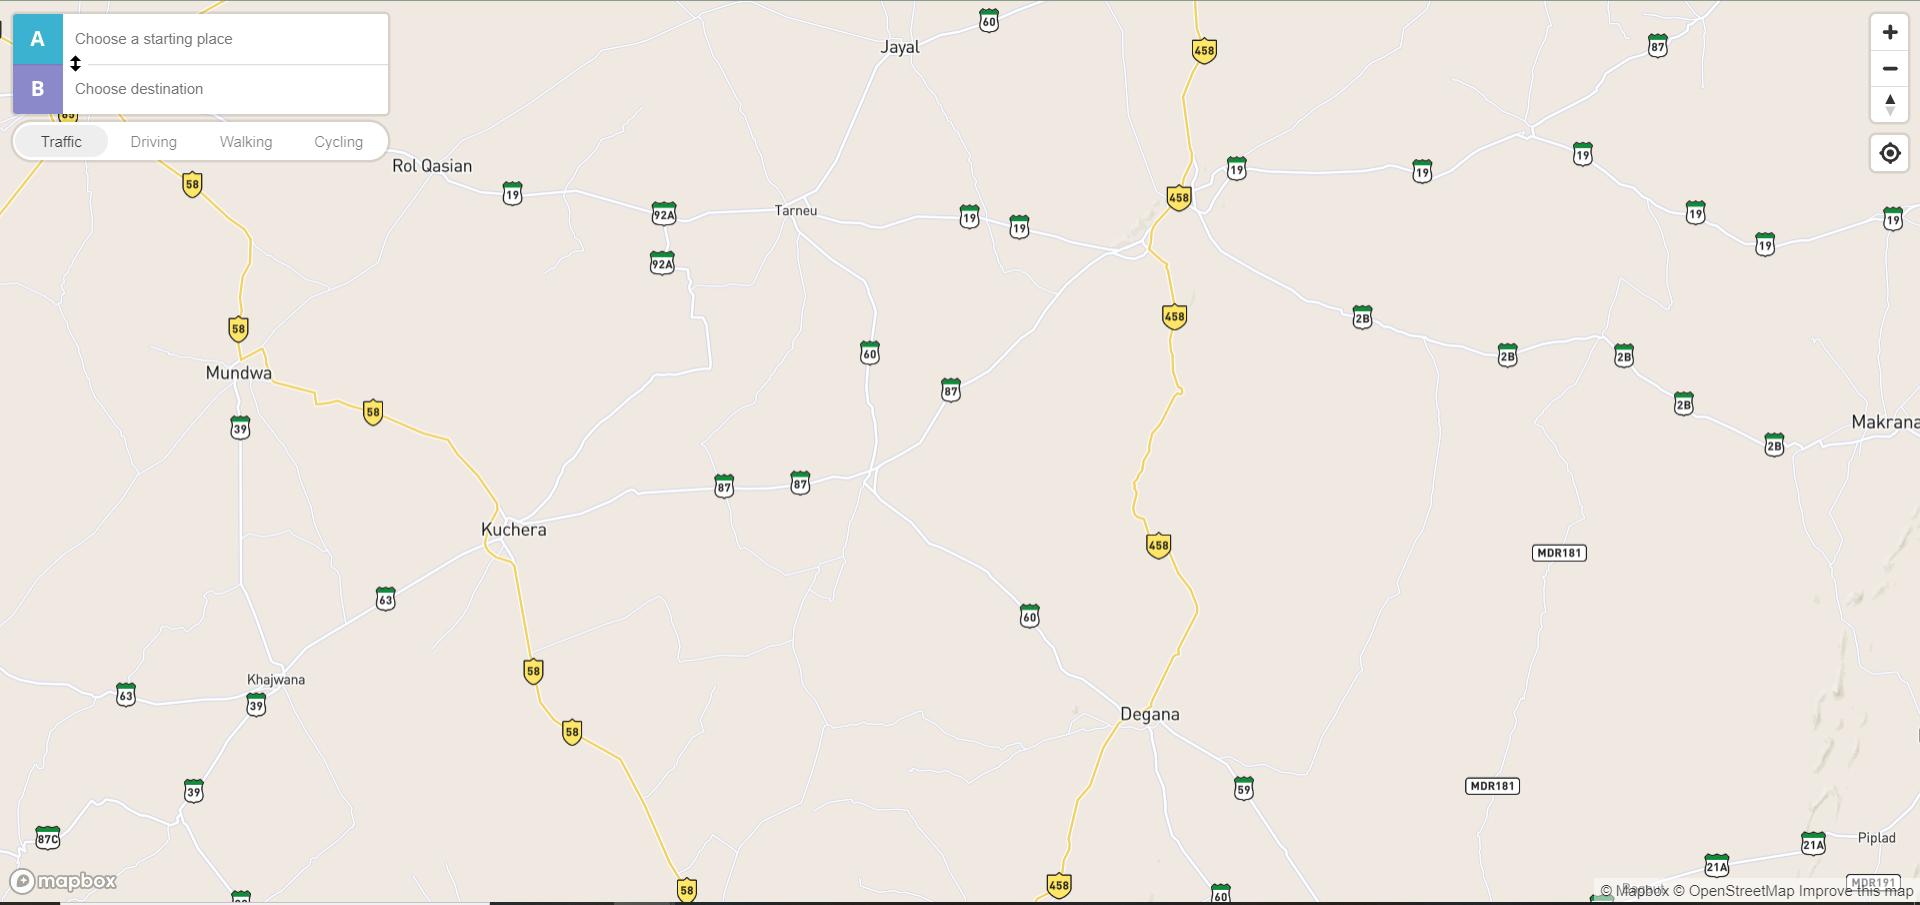 A Choose a starting place
B Choose destination
Traffic Driving Walking Cycling
60
Jayal
458
87
85
58
Rol Qasian
19
92A
Tarneu
19
19
458
19
19
19
19
19
19
92A
458
58
2B
60
2B
2B
Mundwa
87
58
39
2B
Makrana
2B
87
87
Kuchera
458
MDR181
63
60
58
Khajwana
63
39
Degana
58
39
59
MDR181
87C
21A
Piplad
21A
58
458
60
MDR191
mapbox
© Mapbox © OpenStreetMap Improve this map